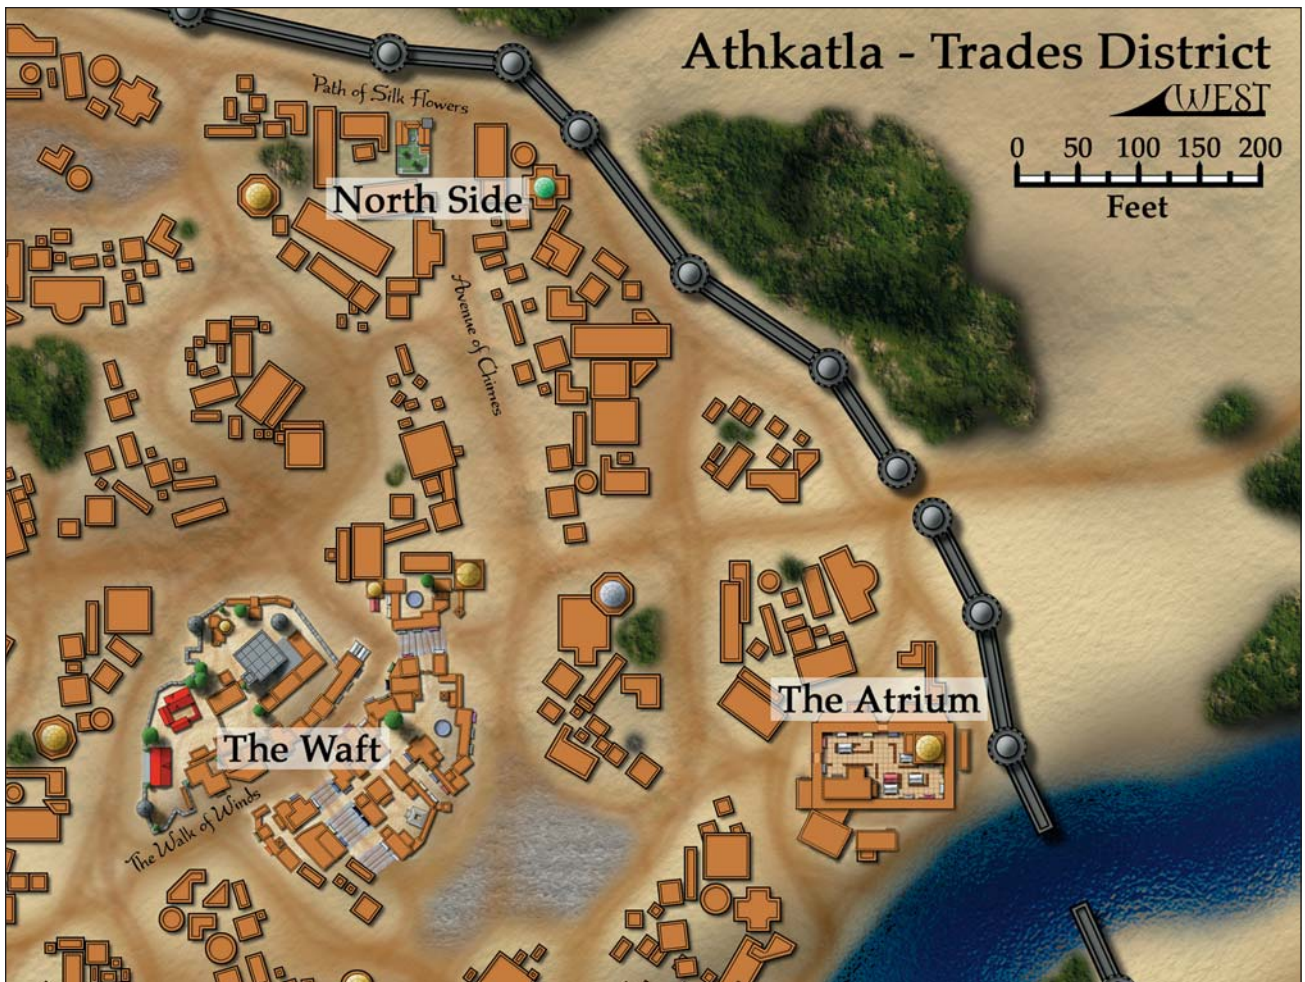 Athkatla - Trades District
WEST
0 50 100 150 200
Feet
Path of Silk Flowers
North Side
Avenue of Chimes
The Atrium
The Waft
The Walk of Winds